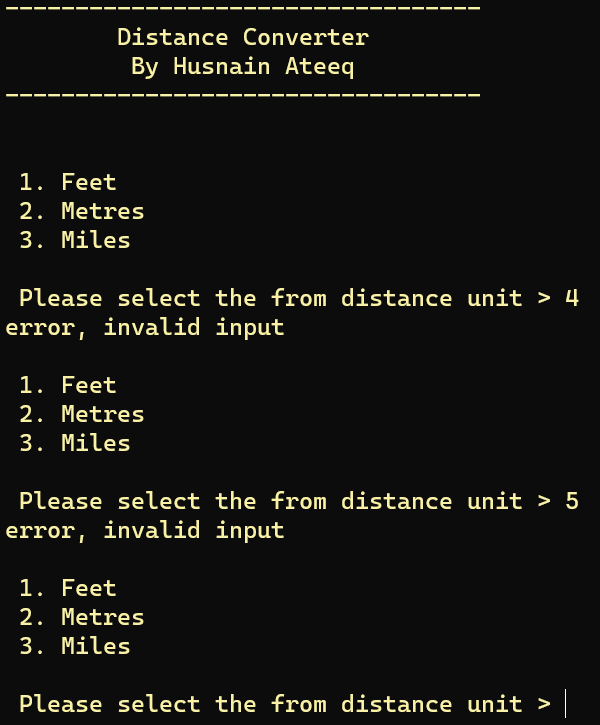 ----------------------------------
Distance Converter
By Husnain Ateeq
----------------------------------
1. Feet
2. Metres
3. Miles
Please select the from distance unit > 4
error, invalid input
1. Feet
2. Metres
3. Miles
Please select the from distance unit > 5
error, invalid input
1. Feet
2. Metres
3. Miles
Please select the from distance unit >